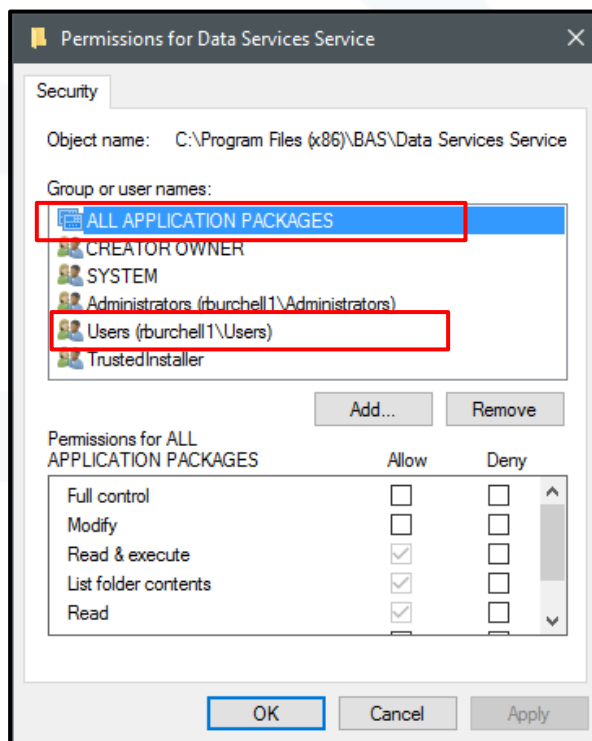 Permissions for Data Services Service
Security
Object name: C:\Program Files (x86)\BAS\Data Services Service
Group or user names:
ALL APPLICATION PACKAGES
CREATOR OWNER
SYSTEM
Administrators (rburchell1\Administrators)
Users (rburchell1\Users)
TrustedInstaller
Add... Remove
Permissions for ALL
APPLICATION PACKAGES Allow Deny
Full control
Modify
Read & execute
List folder contents
Read
OK Cancel Apply